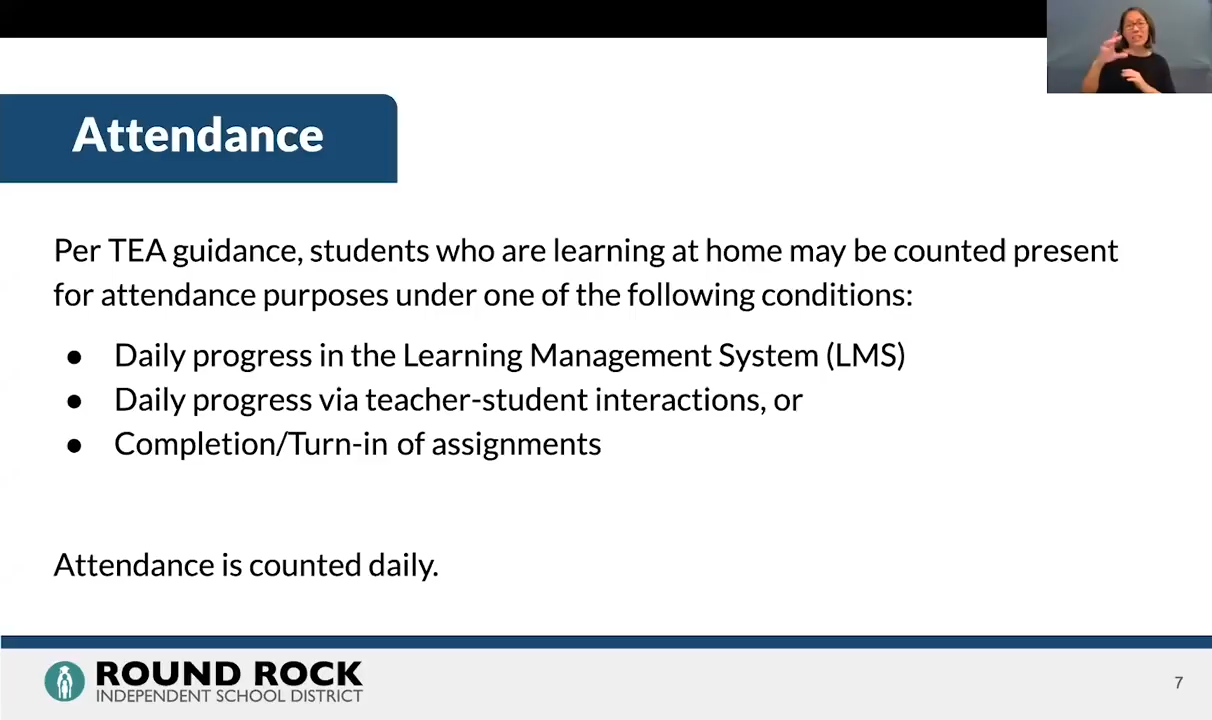 Attendance
Per TEA guidance, students who are learning at home may be counted present
for attendance purposes under one of the following conditions:
● Daily progress in the Learning Management System (LMS)
● Daily progress via teacher-student interactions, or
● Completion/Turn-in of assignments
Attendance is counted daily.
ROUND ROCK
INDEPENDENT SCHOOL DISTRICT
7